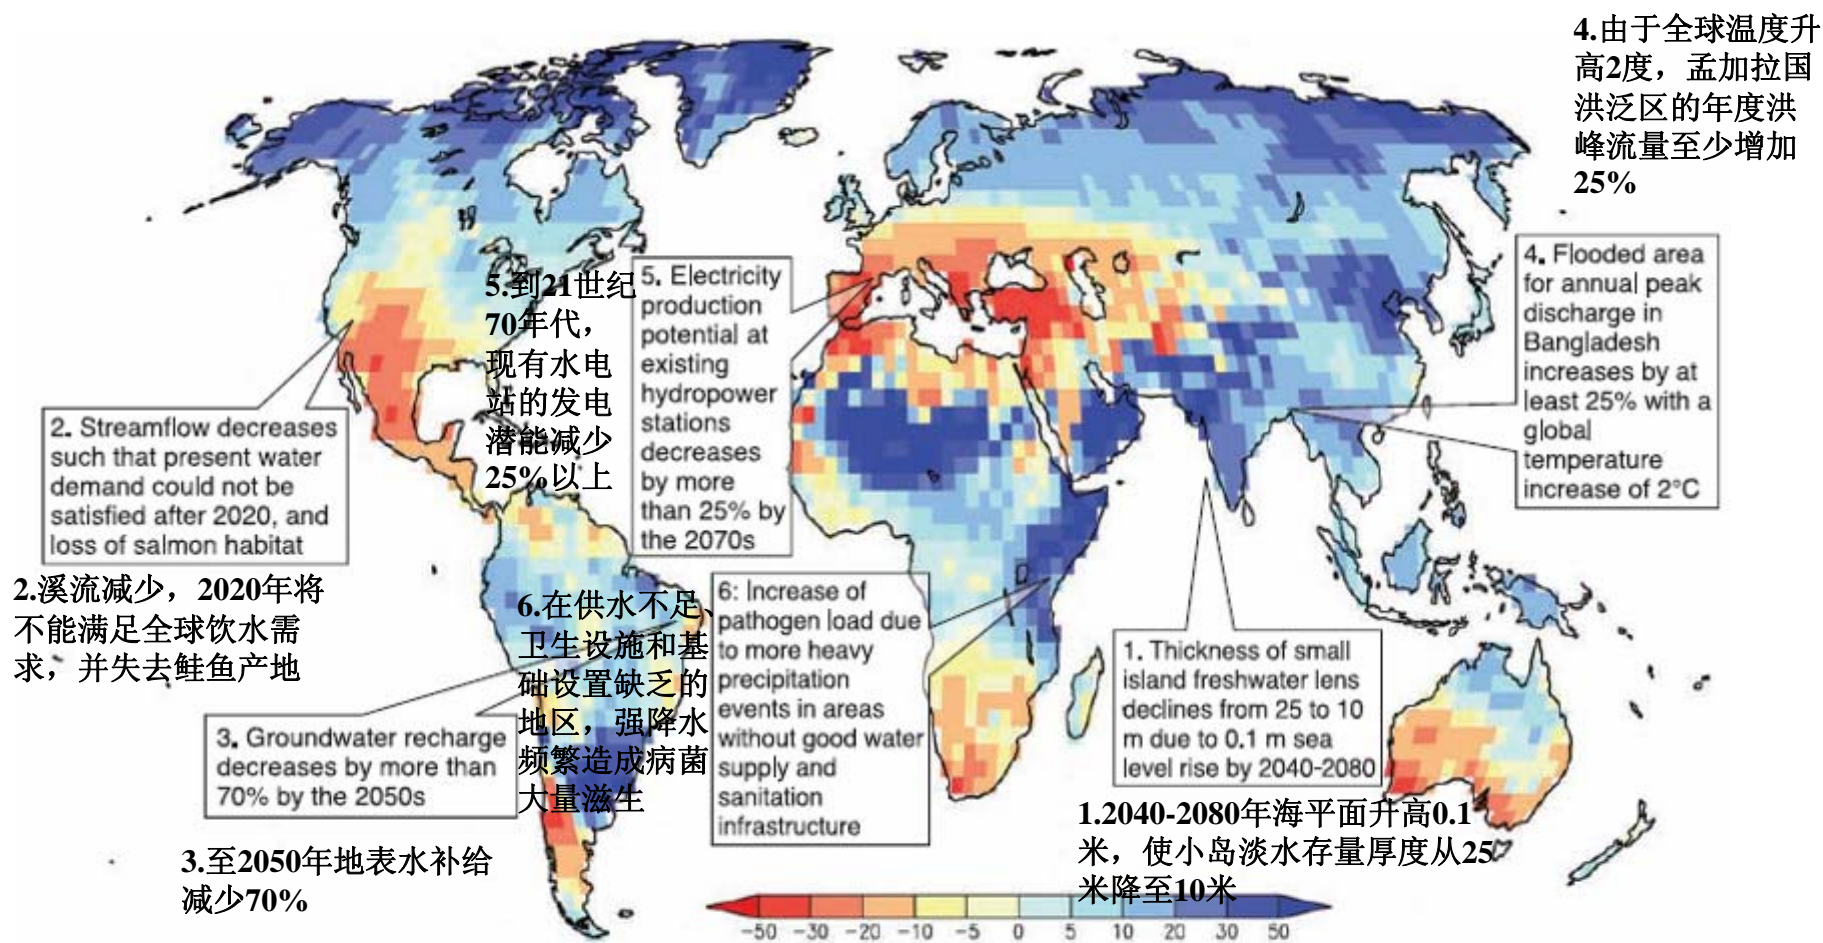 4.由于全球温度升
高2度，孟加拉国
洪泛区的年度洪
峰流量至少增加
25%
4. Flooded area
for annual peak
discharge in
Bangladesh
increases by at
least 25% with a
global
temperature
increase of 2°C
5.到21世纪
70年代，
现有水电
站的发电
潜能减少
25%以上
5. Electricity
production
potential at
existing
hydropower
stations
decreases
by more
than 25% by
the 2070s
2. Streamflow decreases
such that present water
demand could not be
satisfied after 2020, and
loss of salmon habitat
2.溪流减少，2020年将
不能满足全球饮水需
求，并失去鲑鱼产地
6.在供水不足、
卫生设施和基
础设置缺乏的
地区，强降水
频繁造成病菌
大量滋生
6: Increase of
pathogen load due
to more heavy
precipitation
events in areas
without good water
supply and
sanitation
infrastructure
1. Thickness of small
island freshwater lens
declines from 25 to 10
m due to 0.1 m sea
level rise by 2040-2080
1.2040-2080年海平面升高0.1
米，使小岛淡水存量厚度从25
米降至10米
3. Groundwater recharge
decreases by more than
70% by the 2050s
3.至2050年地表水补给
减少70%
-50 -30 -20 -10 -5 0 5 10 20 30 50